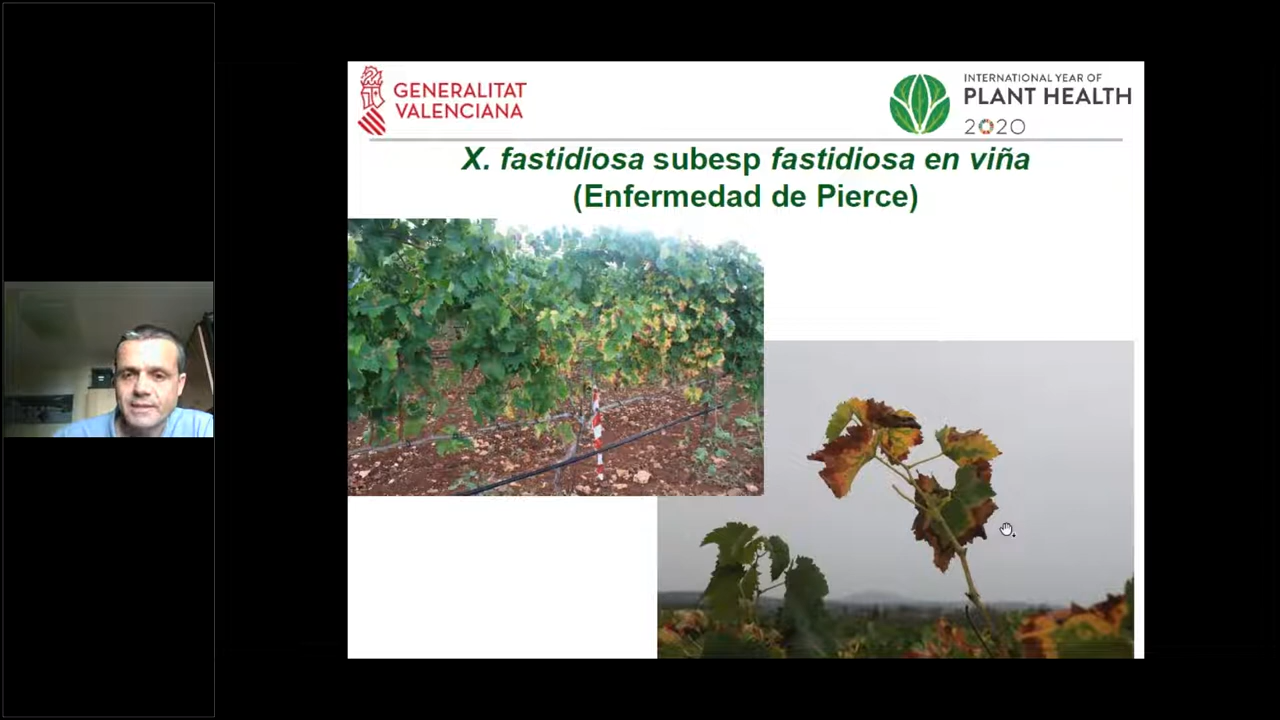 GENERALITAT
VALENCIANA
INTERNATIONAL YEAR OF
PLANT HEALTH
2020
X. fastidiosa subesp fastidiosa en viña
(Enfermedad de Pierce)